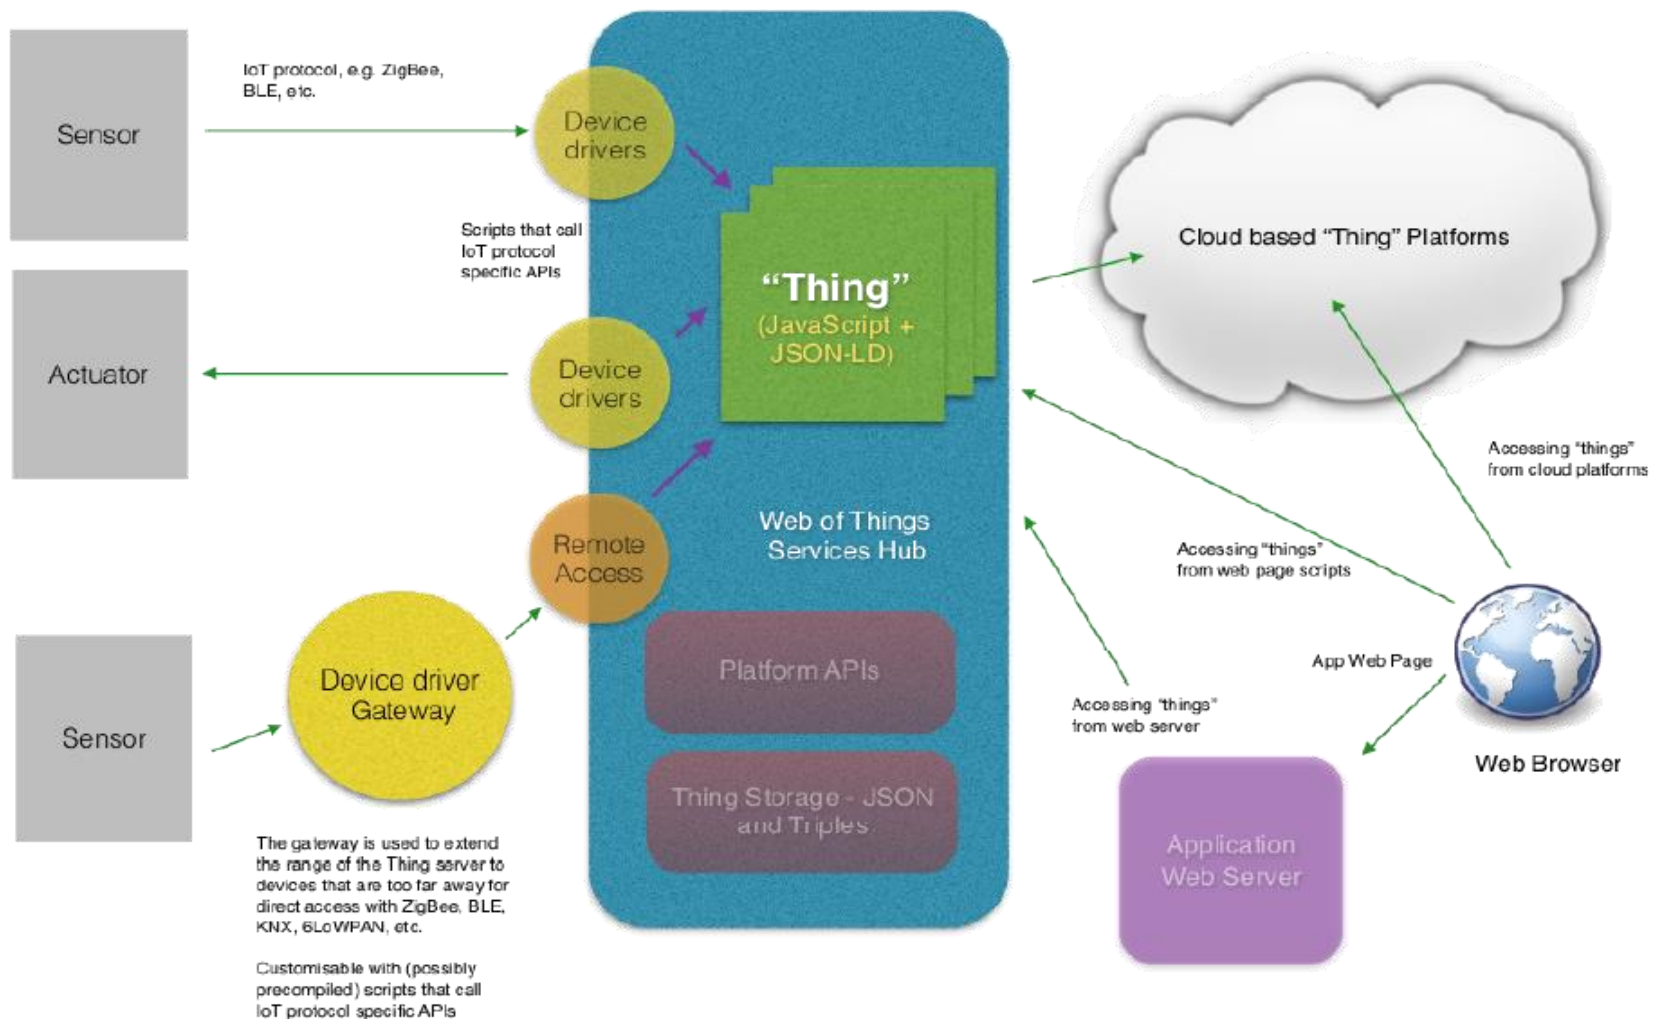 Sensor
IoT protocol, e.g. ZigBee,
BLE, etc.
Device
drivers
Scripts that call
IoT protocol
specific APIs
Actuator
Device
drivers
Remote
Access
Sensor
Device driver
Gateway
The gateway is used to extend
the range of the Thing server to
devices that are too far away for
direct access with ZigBee, BLE,
KNX, 6LoWPAN, etc.
Customisable with (possibly
precompiled) scripts that call
IoT protocol specific APIs
“Thing”
(JavaScript +
JSON-LD)
Web of Things
Services Hub
Platform APIs
Thing Storage - JSON
and Triples
Cloud based “Thing” Platforms
Accessing “things”
from cloud platforms
Accessing “things”
from web page scripts
App Web Page
Accessing “things”
from web server
Web Browser
Application
Web Server